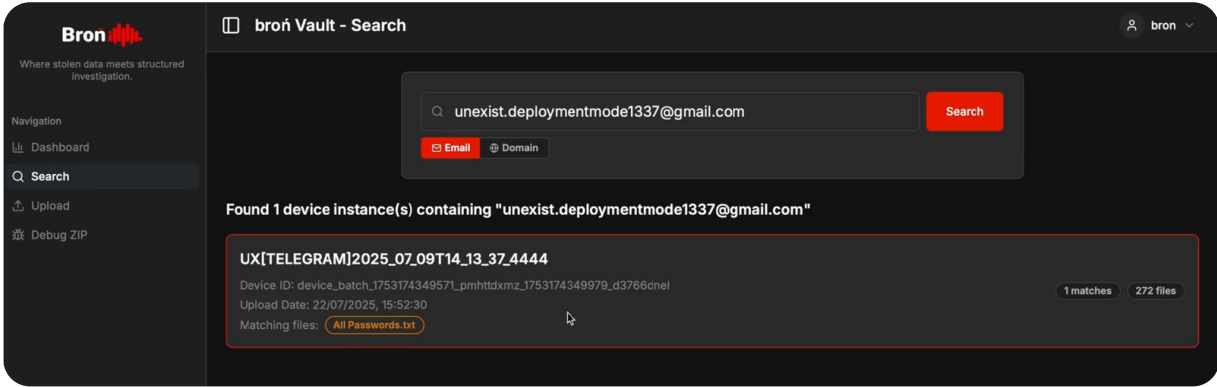 Broń
Where stolen data meets structured
investigation.
Navigation
Dashboard
Search
Upload
Debug ZIP
broń Vault - Search
bron
unexist.deploymentmode1337@gmail.com
Search
Email
Domain
Found 1 device instance(s) containing "unexist.deploymentmode1337@gmail.com"
UX[TELEGRAM]2025_07_09T14_13_37_4444
Device ID: device_batch_1753174349571_pmhttdxmz_1753174349979_d3766dnel
Upload Date: 22/07/2025, 15:52:30
Matching files: All Passwords.txt
1 matches
272 files